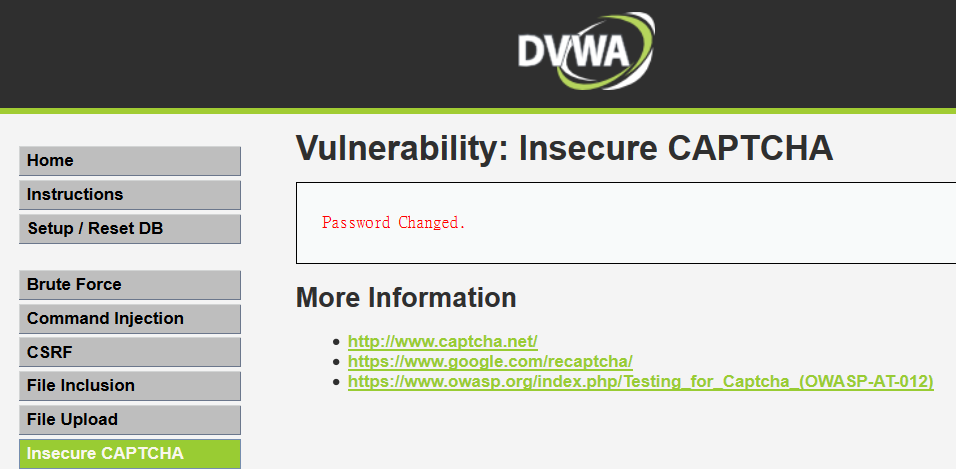 DVWA
Home
Instructions
Setup / Reset DB
Brute Force
Command Injection
CSRF
File Inclusion
File Upload
Insecure CAPTCHA
Vulnerability: Insecure CAPTCHA
Password Changed.
More Information
http://www.captcha.net/
https://www.google.com/recaptcha/
https://www.owasp.org/index.php/Testing_for_Captcha_(OWASP-AT-012)